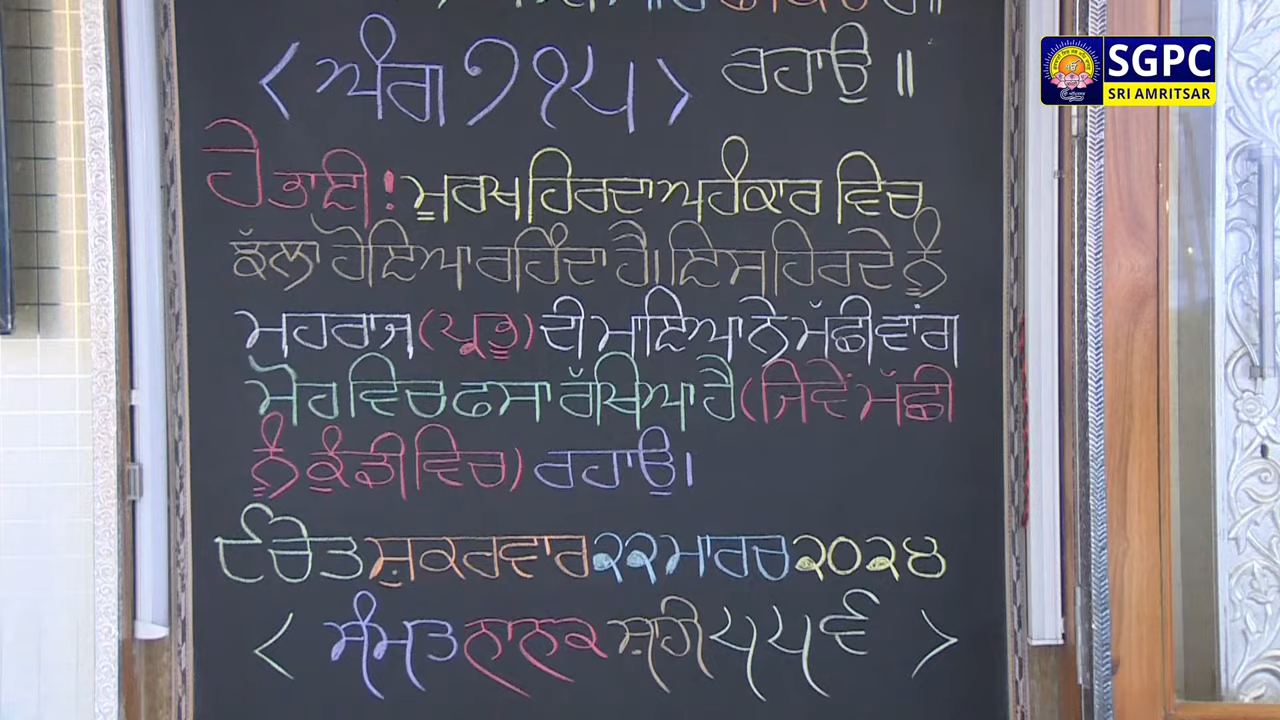 < ਅੰਗ ੭੧੫ > ਰਹਾਉ ॥
ਹੇ ਭਾਈ! ਮੂਰਖ ਹਿਰਦਾ ਅਹੰਕਾਰ ਵਿਚ
ਝੱਲਾ ਹੋਇਆ ਰਹਿੰਦਾ ਹੈ। ਇਸ ਹਿਰਦੇ ਨੂੰ
ਮਹਰਾਜ (ਪ੍ਰਭੂ) ਦੀ ਮਾਇਆ ਨੇ ਮੱਛੀ ਵਾਂਗ
ਮੋਹ ਵਿਚ ਫਸਾ ਰੱਖਿਆ ਹੈ (ਜਿਵੇਂ ਮੱਛੀ
ਨੂੰ ਕੁੰਡੀ ਵਿਚ) ਰਹਾਉ।
੯ ਚੇਤ ਸ਼ੁਕਰਵਾਰ ੨੨ ਮਾਰਚ ੨੦੨੪
< ਸੰਮਤ ਨਾਨਕ ਸ਼ਾਹੀ ੫੫੬ >
SGPC
SRI AMRITSAR